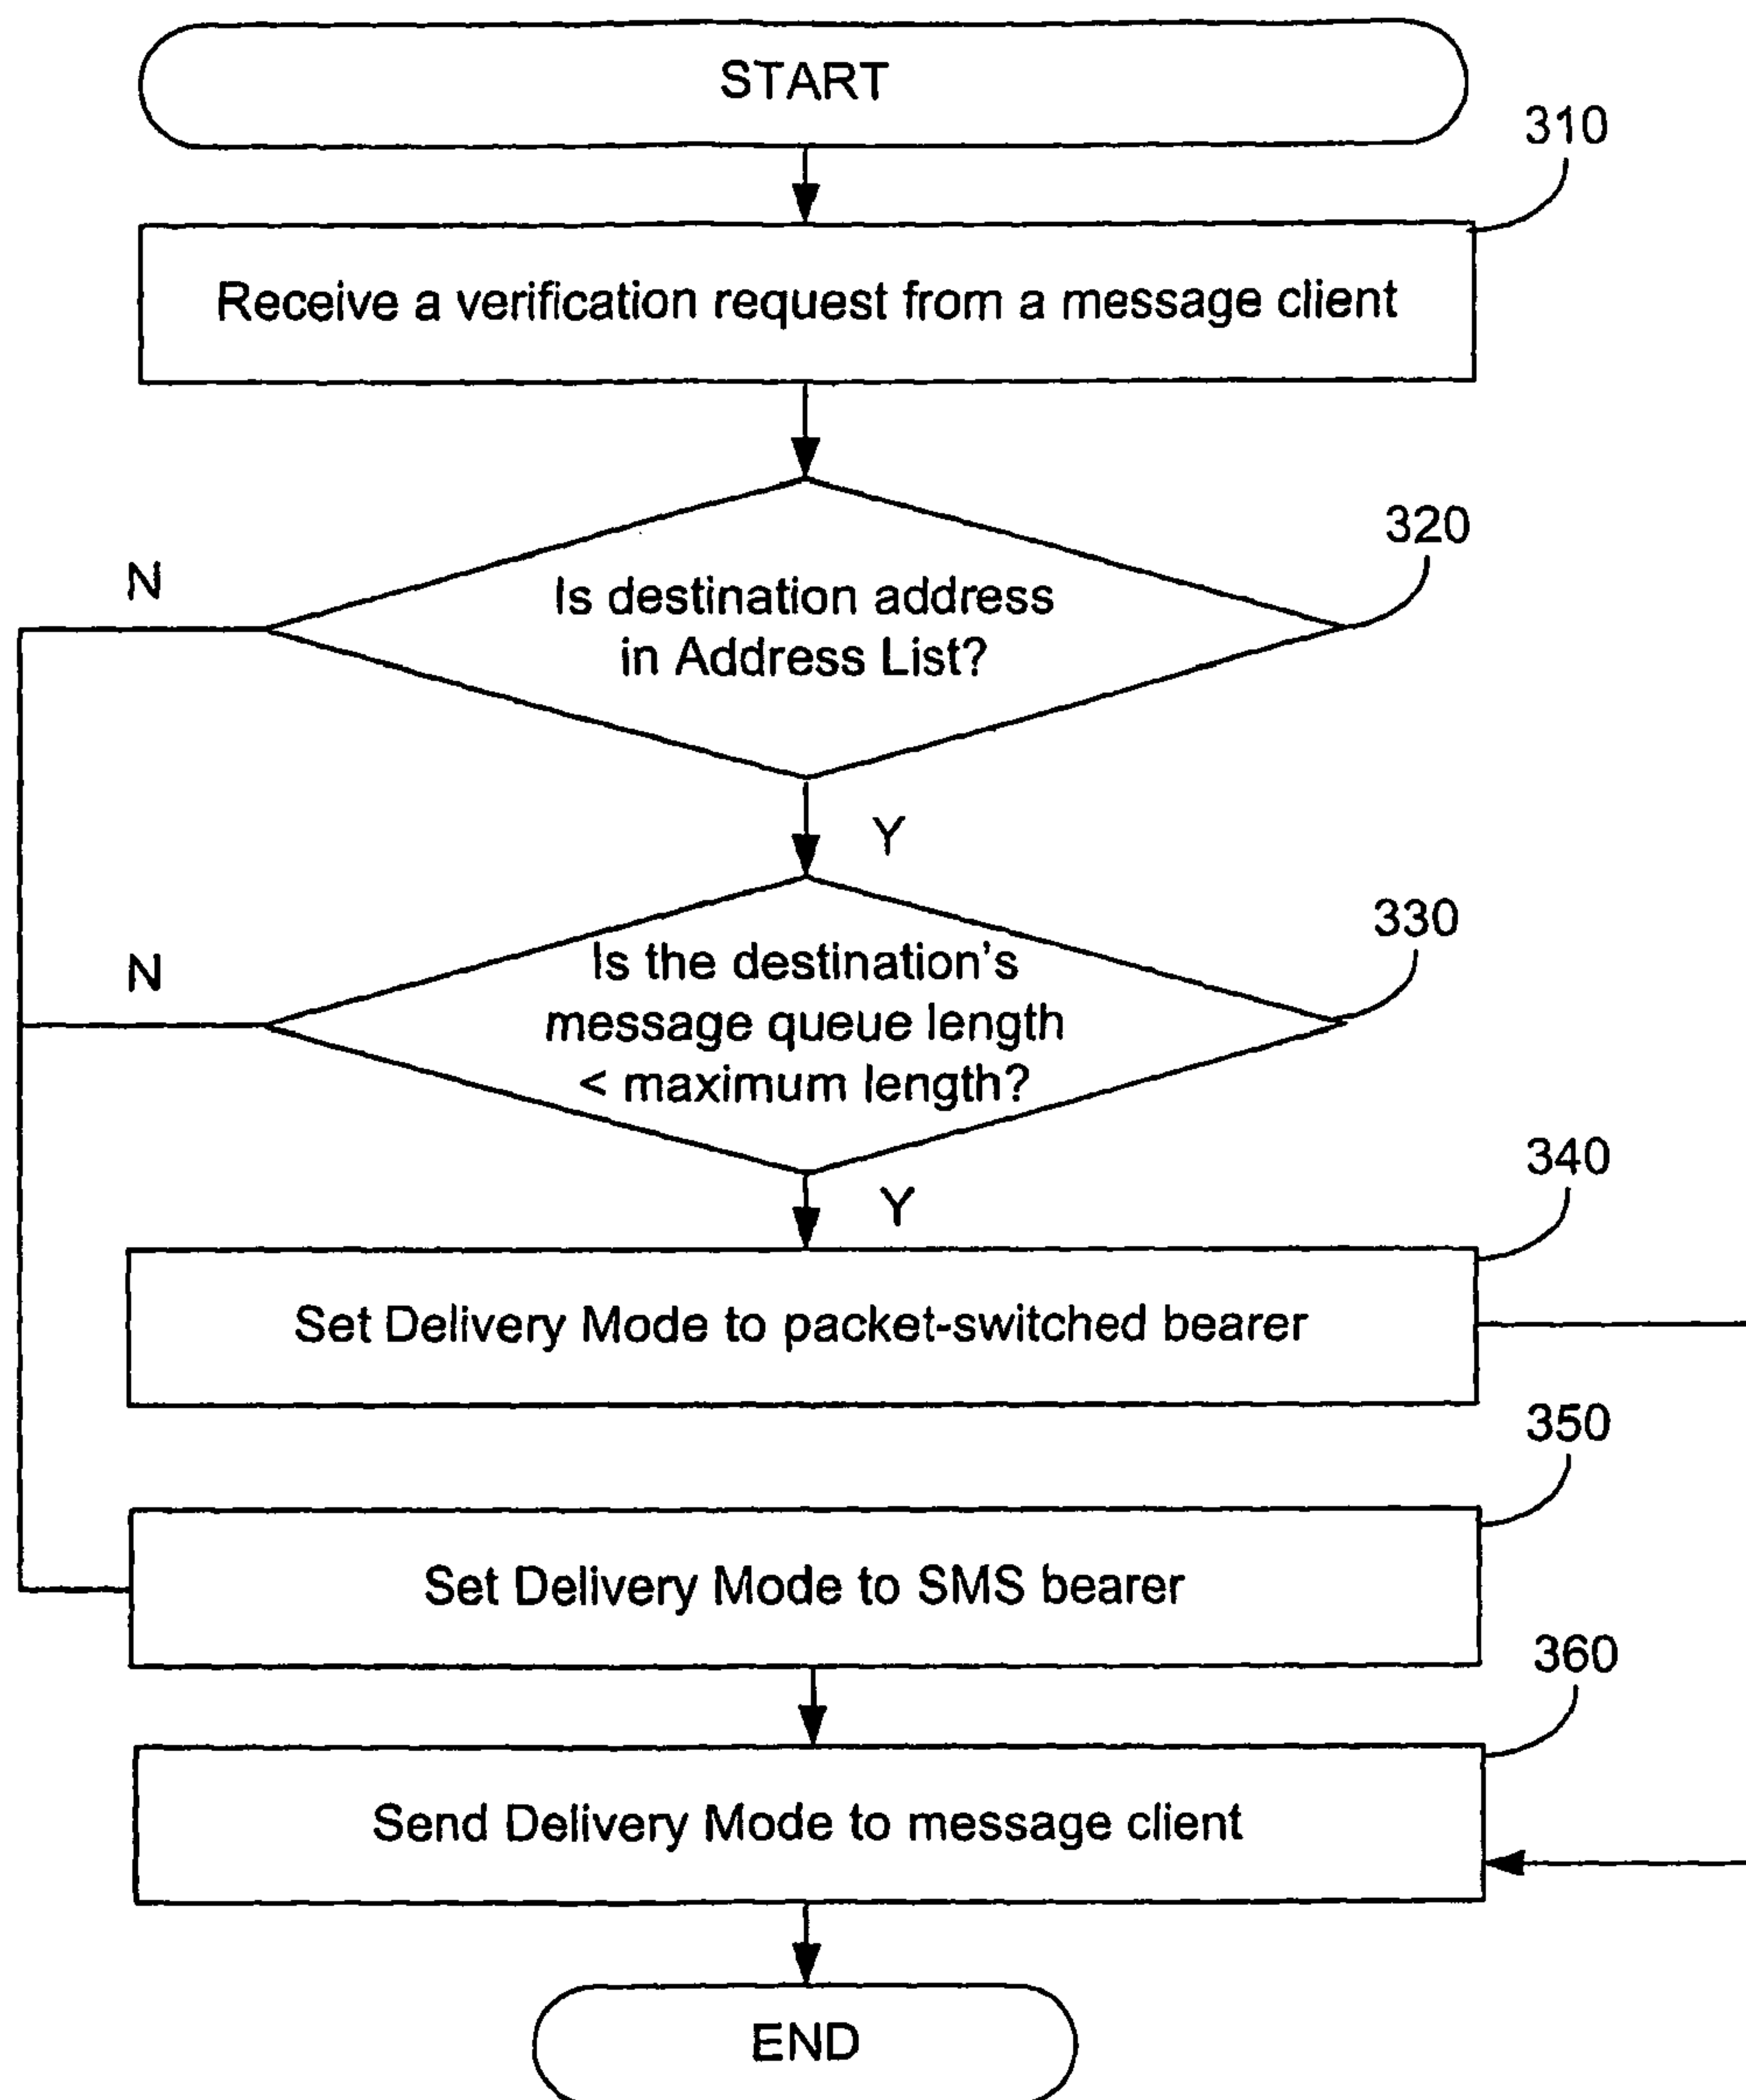 START
310
Receive a verification request from a message client
320
N
Is destination address
in Address List?
Y
330
N
Is the destination's
message queue length
< maximum length?
340
Y
Set Delivery Mode to packet-switched bearer
350
Set Delivery Mode to SMS bearer
360
Send Delivery Mode to message client
END